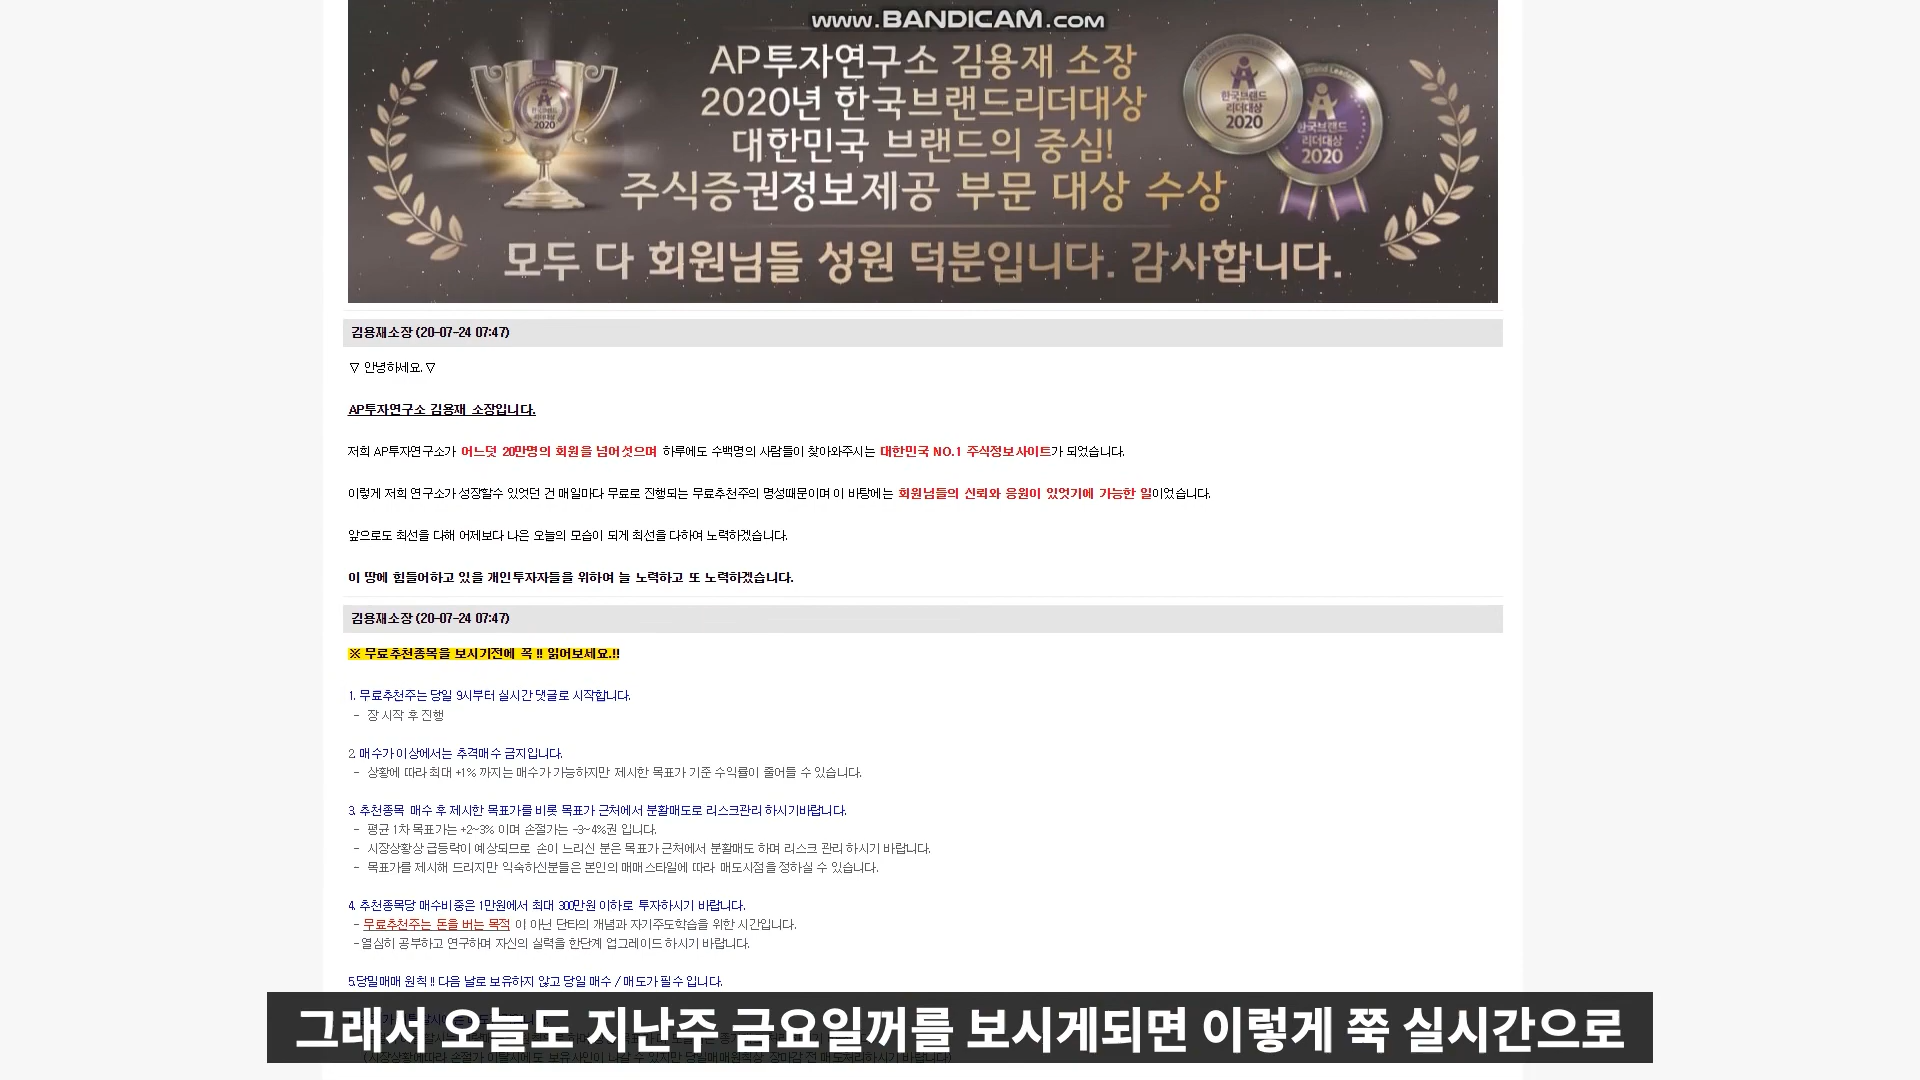 www.BANDICAM.com
AP투자연구소 김용재 소장
2020년 한국브랜드리더대상
대한민국 브랜드의 중심!
주식증권정보제공 부문 대상 수상
모두 다 회원님들 성원 덕분입니다. 감사합니다.
한국브랜드
리더대상
2020
Brand Leader
한국브랜드
리더대상
2020
김용재소장 (20-07-24 07:47)
▽ 안녕하세요. ▽
AP투자연구소 김용재 소장입니다.
저희 AP투자연구소가 어느덧 20만명의 회원을 넘어섯으며 하루에도 수백명의 사람들이 찾아와주시는 대한민국 NO.1 주식정보사이트가 되었습니다.
이렇게 저희 연구소가 성장할수 있엇던 건 매일마다 무료로 진행되는 무료추천주의 명성때문이며 이 바탕에는 회원님들의 신뢰와 응원이 있엇기에 가능한 일이었습니다.
앞으로도 최선을 다해 어제보다 나은 오늘의 모습이 되게 최선을 다하여 노력하겠습니다.
이 땅에 힘들어하고 있을 개인투자자들을 위하여 늘 노력하고 또 노력하겠습니다.
김용재소장 (20-07-24 07:47)
※ 무료추천종목을 보시기전에 꼭 !! 읽어보세요.!!
1. 무료추천주는 당일 9시부터 실시간 댓글로 시작합니다.
- 장 시작 후 진행
2. 매수가 이상에서는 추격매수 금지입니다.
- 상황에 따라 최대 +1% 까지는 매수가 가능하지만 제시한 목표가 기준 수익률이 줄어들 수 있습니다.
3. 추천종목 매수 후 제시한 목표가를 비롯 목표가 근처에서 분활매도로 리스크관리 하시기바랍니다.
- 평균 1차 목표가는 +2~3% 이며 손절가는 -3~4%권 입니다.
- 시장상황상 급등락이 예상되므로 손이 느리신 분은 목표가 근처에서 분활매도 하며 리스크 관리 하시기 바랍니다.
- 목표가를 제시해 드리지만 익숙하신분들은 본인의 매매스타일에 따라 매도시점을 정하실 수 있습니다.
4. 추천종목당 매수비중은 1만원에서 최대 300만원 이하로 투자하시기 바랍니다.
- 무료추천주는 돈을 버는 목적 이 아닌 단타의 개념과 자기주도학습을 위한 시간입니다.
-열심히 공부하고 연구하며 자신의 실력을 한단계 업그레이드 하시기 바랍니다.
5.당밀매매 원칙 !! 다음 날로 보유하지 않고 당일 매수 / 매도가 필수 입니다.
그래서 오늘도 지난주 금요일꺼를 보시게되면 이렇게 쭉 실시간으로